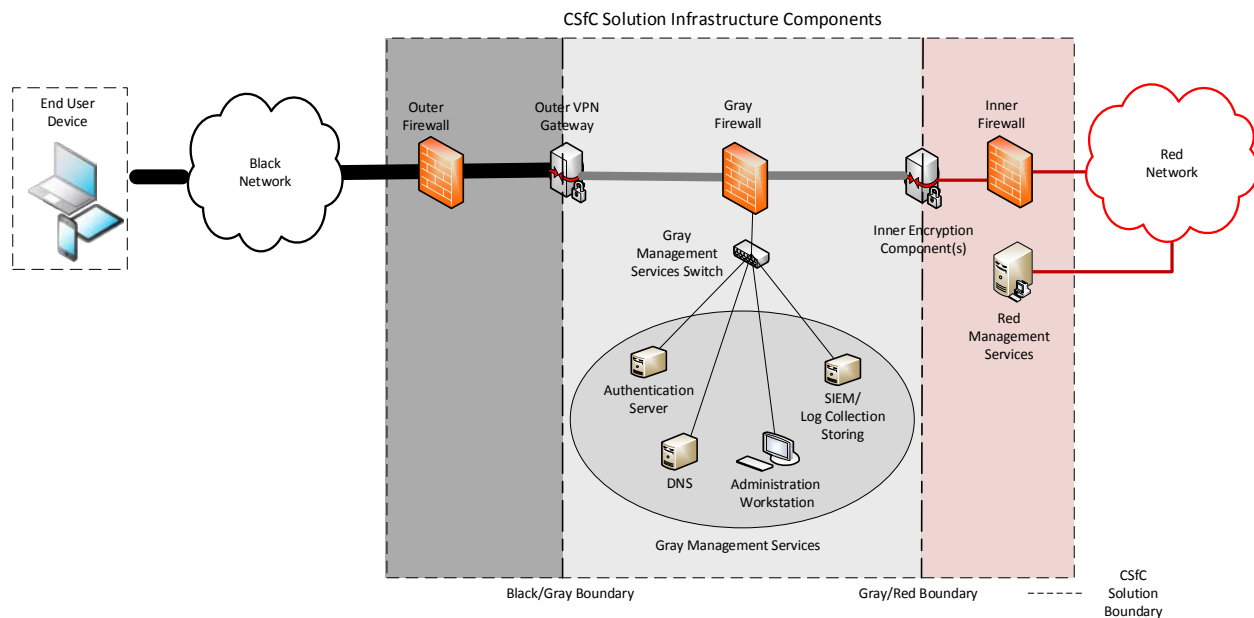 CSfC Solution Infrastructure Components
End User
Device
Black
Network
Outer
Firewall
Outer VPN
Gateway
Gray
Firewall
Inner
Firewall
Red
Network
Inner Encryption
Component(s)
Gray
Management
Services Switch
Red
Management
Services
Authentication
Server
SIEM/
Log Collection
Storing
DNS
Administration
Workstation
Gray Management Services
Black/Gray Boundary
Gray/Red Boundary
CSfC
Solution
Boundary